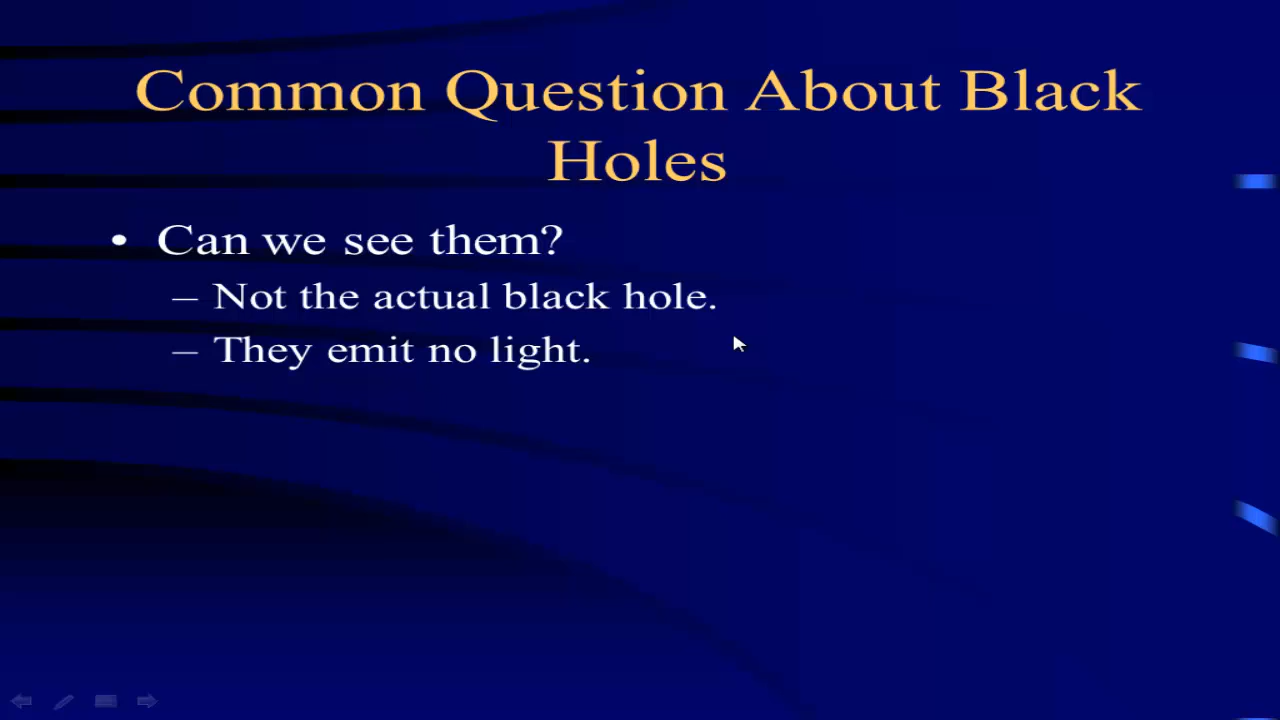 Common Question About Black
Holes
• Can we see them?
– Not the actual black hole.
– They emit no light.